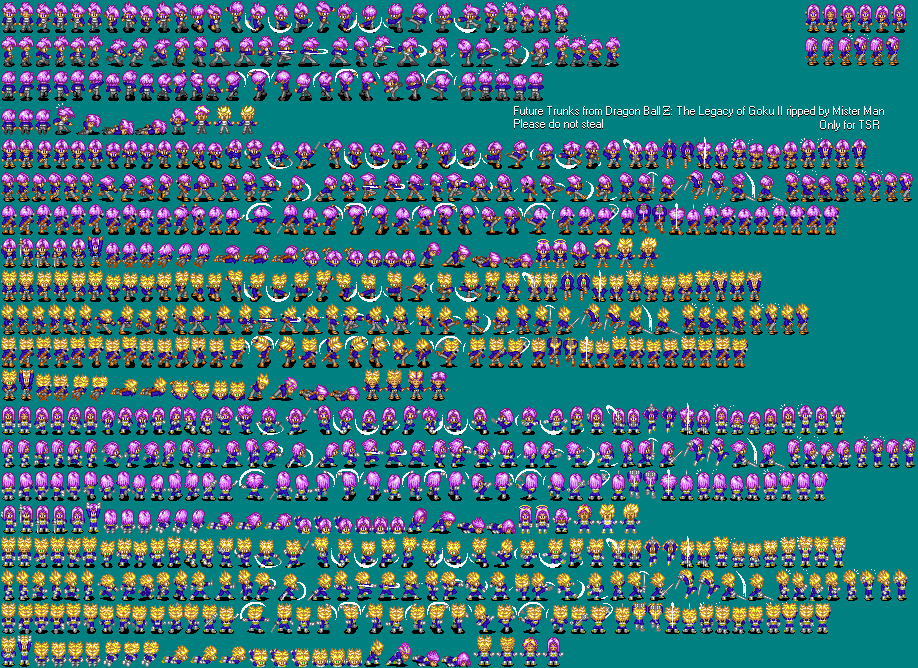 Future Trunks from Dragon Ball Z: The Legacy of Goku II ripped by Mister Man
Please do not steal
Only for TSR